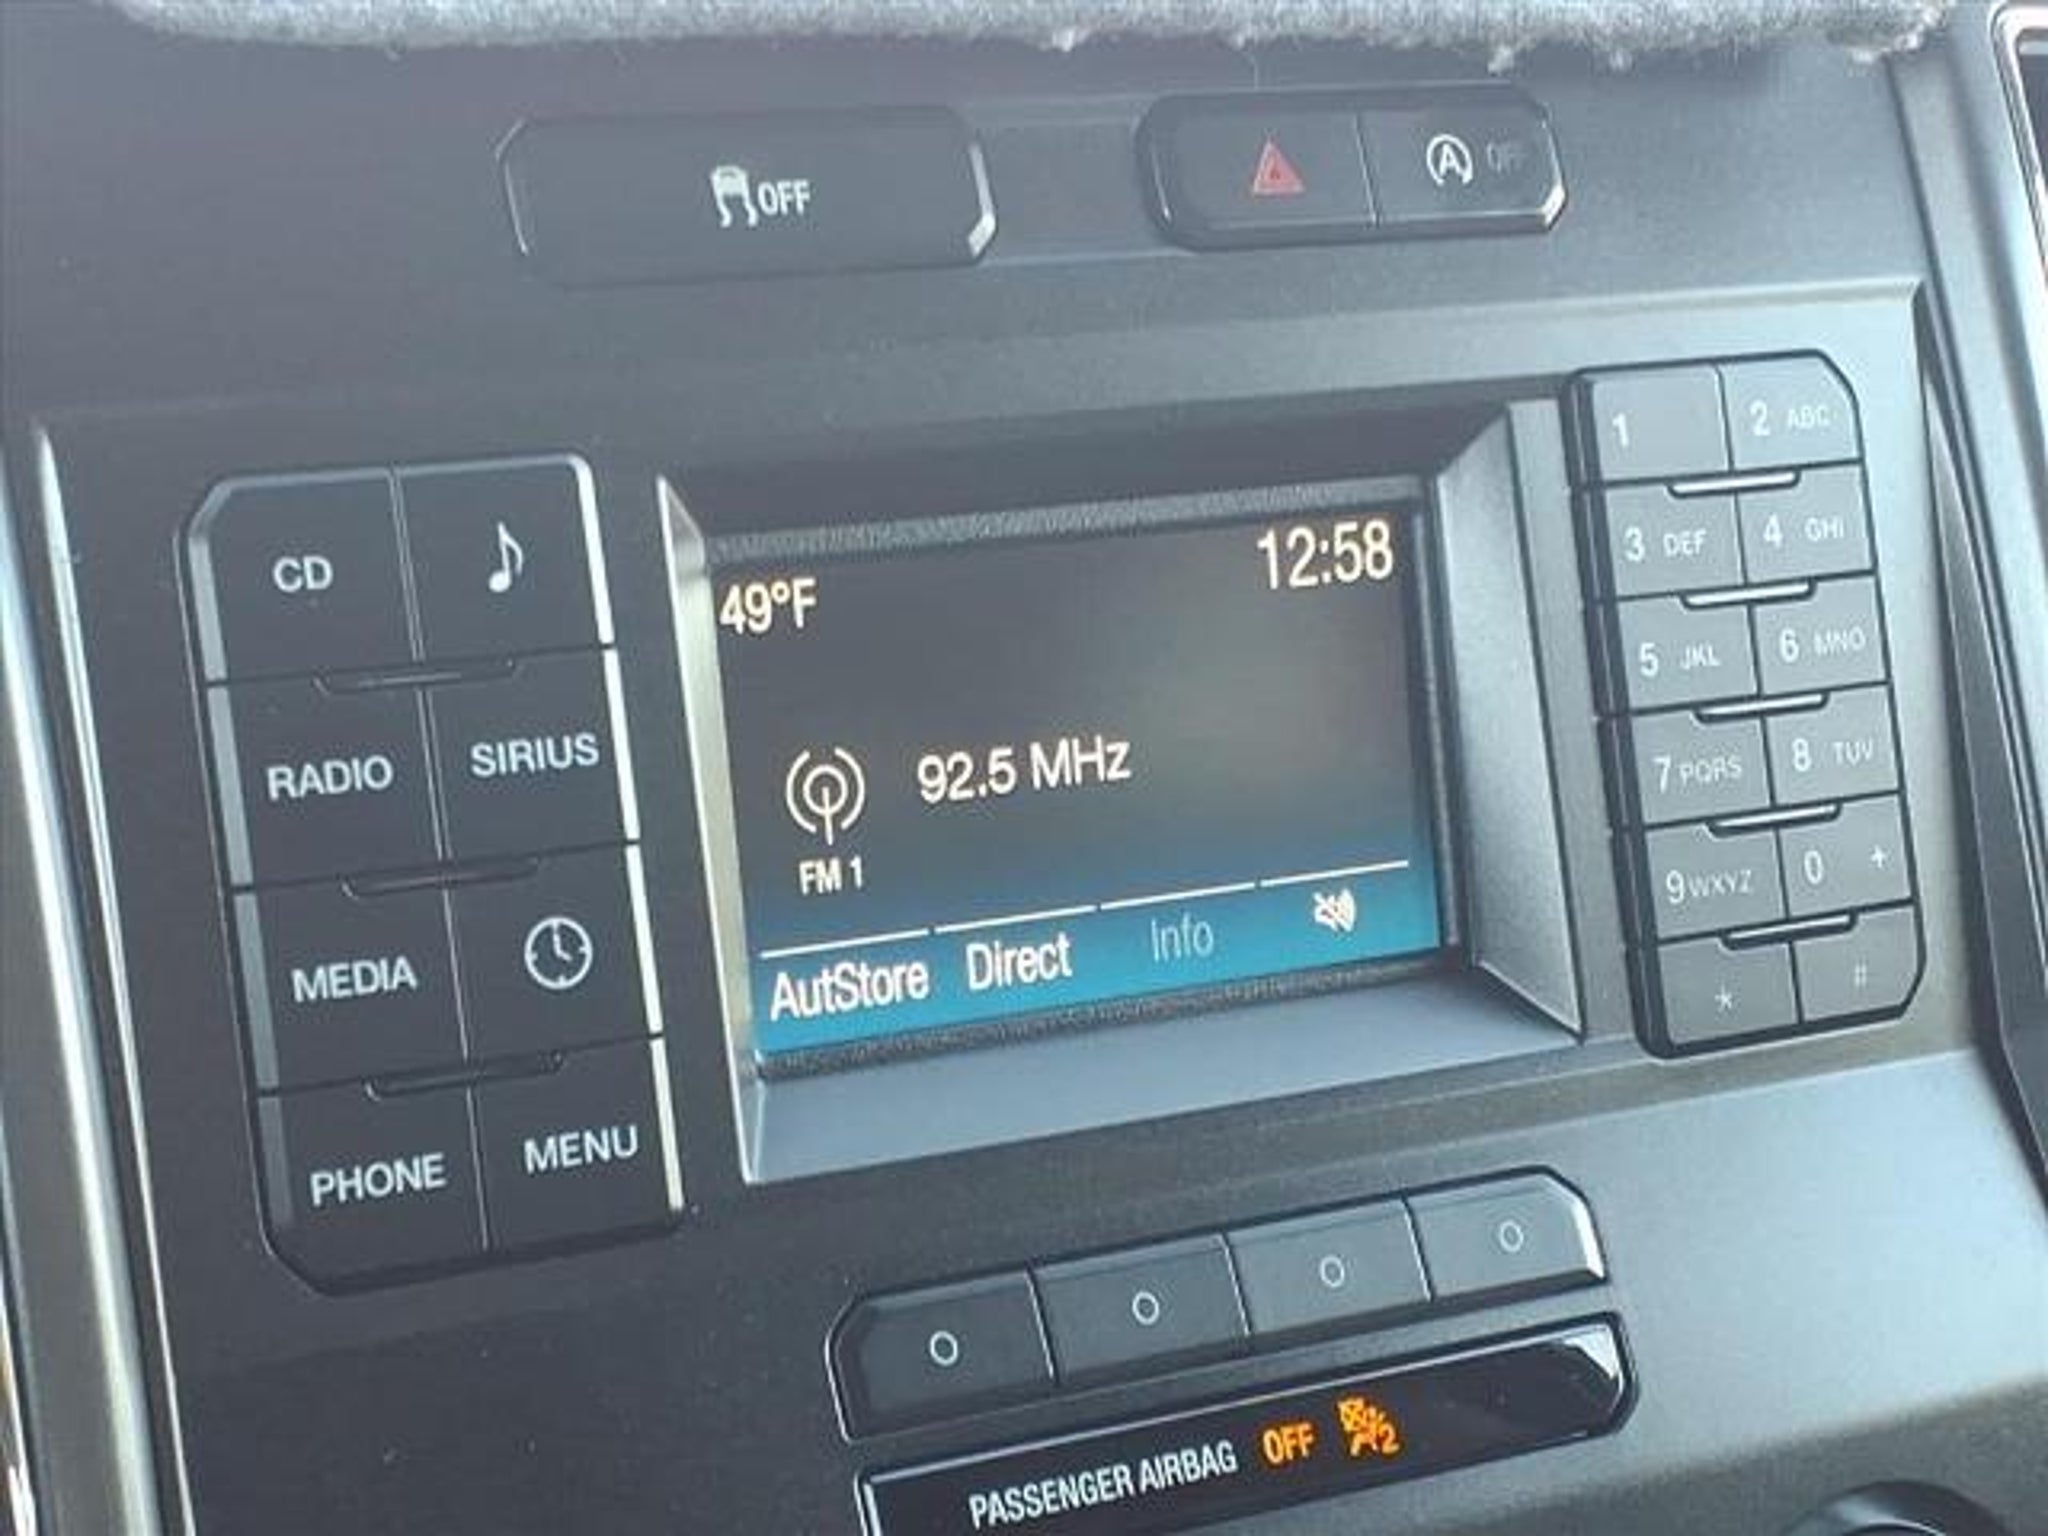 OFF
A OFF
CD
RADIO SIRIUS
MEDIA
PHONE MENU
49°F 12:58
92.5 MHz
FM 1
AutStore Direct Info
1 2 ABC
3 DEF 4 GHI
5 JKL 6 MNO
7 PQRS 8 TUV
9 WXYZ 0 +
* #
PASSENGER AIRBAG OFF 2